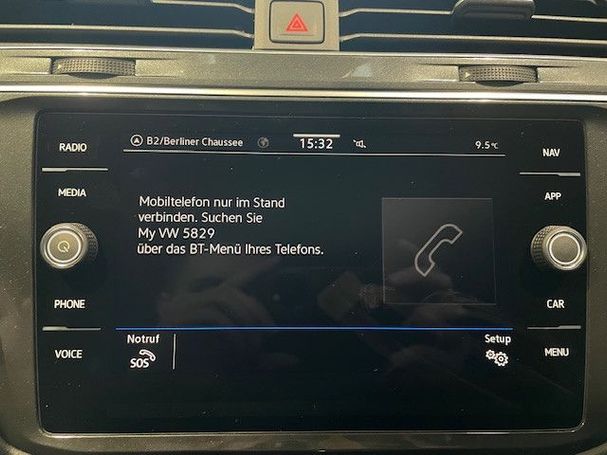 RADIO
MEDIA
PHONE
VOICE
B2/Berliner Chaussee 15:32 9.5°C
Mobiltelefon nur im Stand
verbinden. Suchen Sie
My VW 5829
über das BT-Menü Ihres Telefons.
Notruf
SOS
Setup
NAV
APP
CAR
MENU